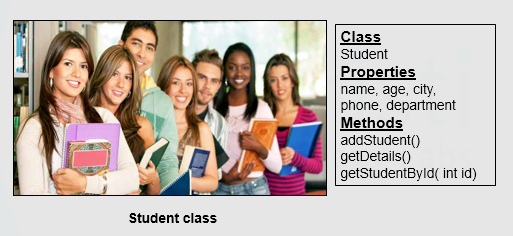 Class
Student
Properties
name, age, city,
phone, department
Methods
addStudent()
getDetails()
getStudentById( int id)
Student class